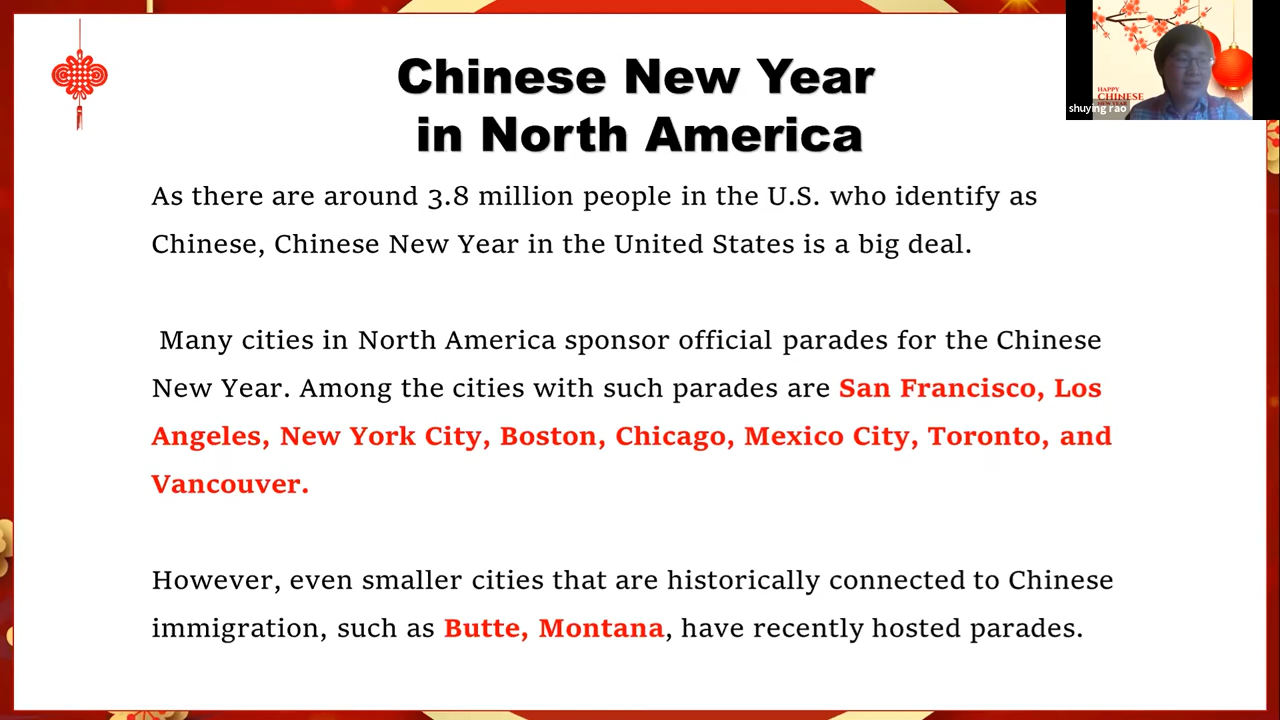 Chinese New Year
in North America
HAPPY
CHINESE
shuying rao
As there are around 3.8 million people in the U.S. who identify as
Chinese, Chinese New Year in the United States is a big deal.
Many cities in North America sponsor official parades for the Chinese
New Year. Among the cities with such parades are San Francisco, Los
Angeles, New York City, Boston, Chicago, Mexico City, Toronto, and
Vancouver.
However, even smaller cities that are historically connected to Chinese
immigration, such as Butte, Montana, have recently hosted parades.